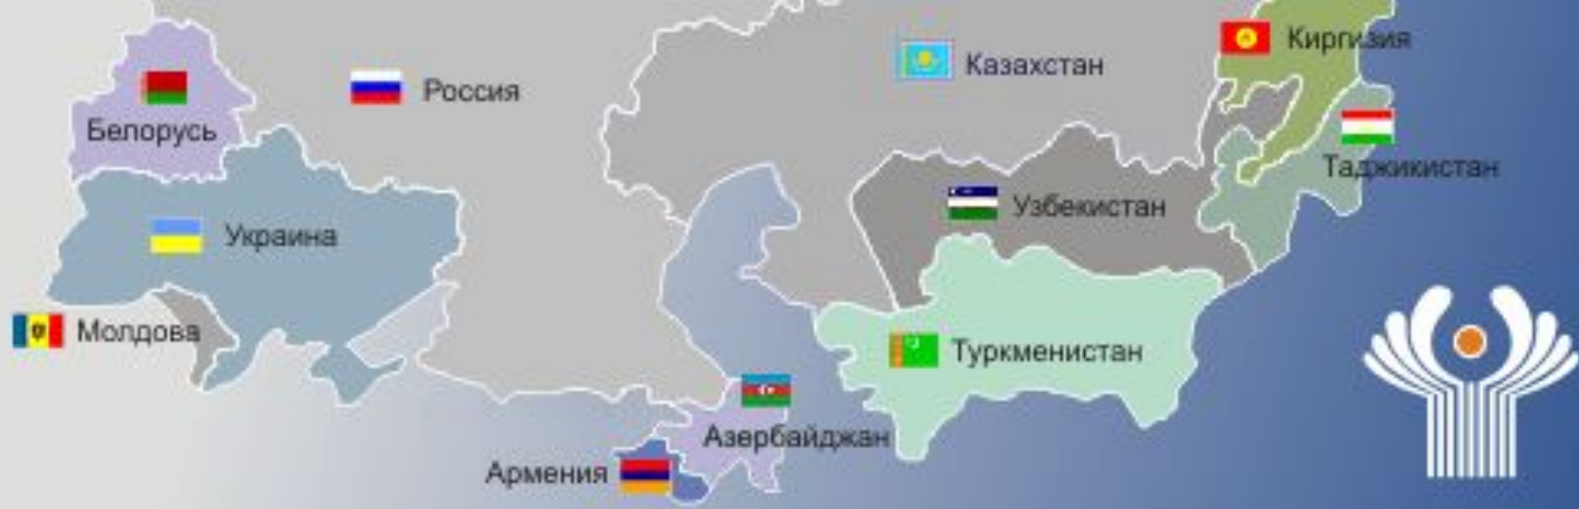 Киргизия
Казахстан
Россия
Белорусь
Таджикистан
Узбекистан
Украина
Молдова
Туркменистан
Азербайджан
Армения